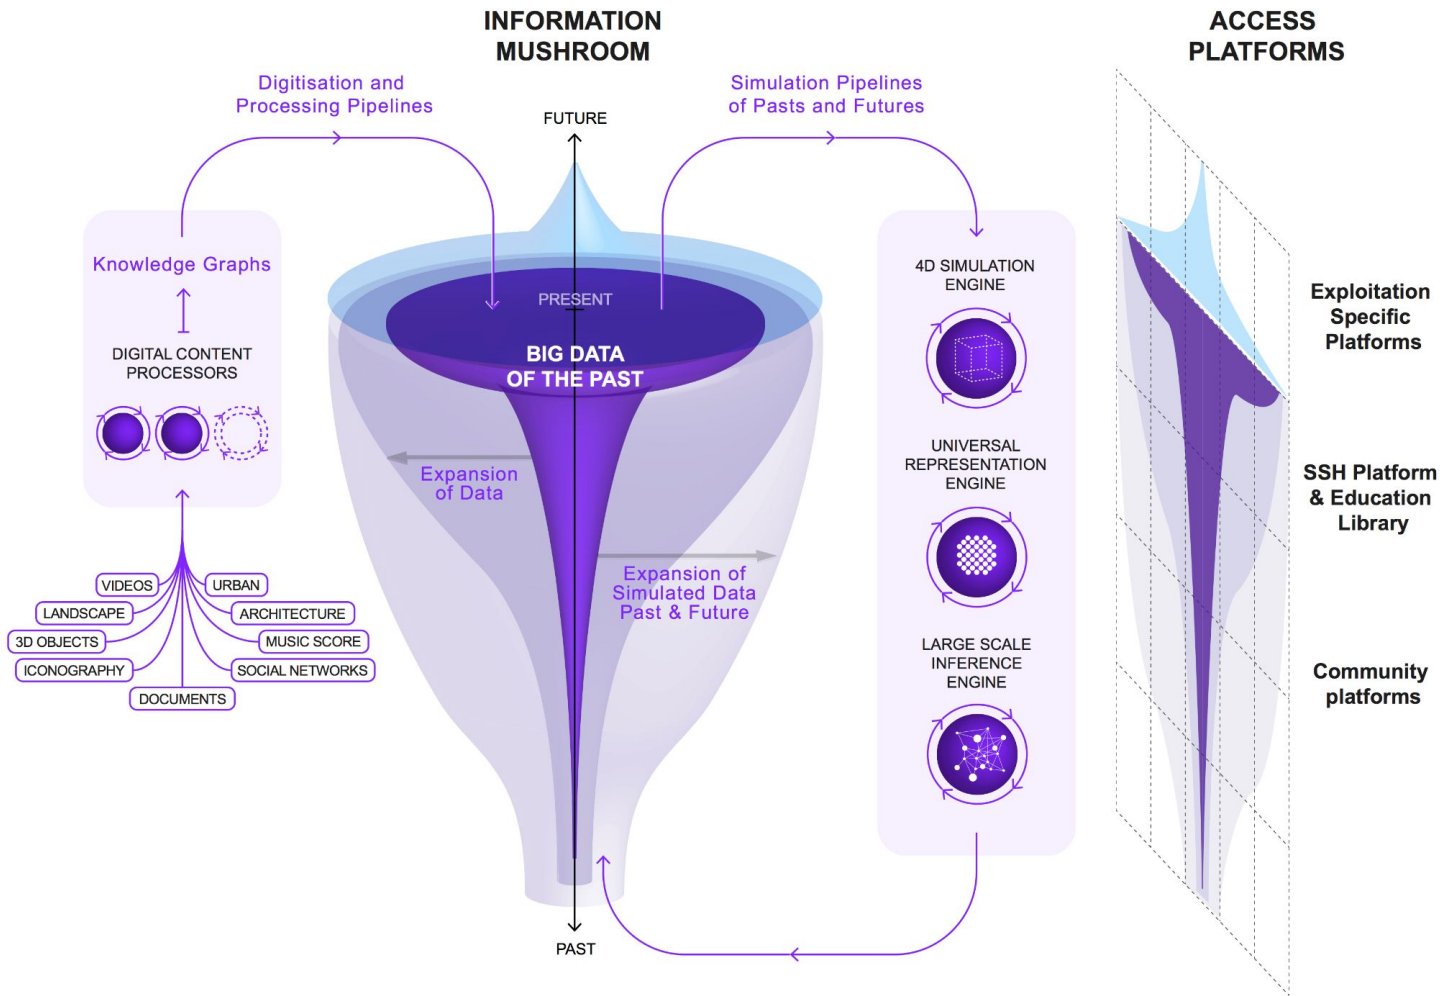 INFORMATION
MUSHROOM
ACCESS
PLATFORMS
Digitisation and
Processing Pipelines
Simulation Pipelines
of Pasts and Futures
FUTURE
Knowledge Graphs
DIGITAL CONTENT
PROCESSORS
VIDEOS
URBAN
LANDSCAPE
ARCHITECTURE
3D OBJECTS
MUSIC SCORE
ICONOGRAPHY
SOCIAL NETWORKS
DOCUMENTS
PRESENT
BIG DATA
OF THE PAST
Expansion
of Data
Expansion of
Simulated Data
Past & Future
PAST
4D SIMULATION
ENGINE
UNIVERSAL
REPRESENTATION
ENGINE
LARGE SCALE
INFERENCE
ENGINE
Exploitation
Specific
Platforms
SSH Platform
& Education
Library
Community
platforms